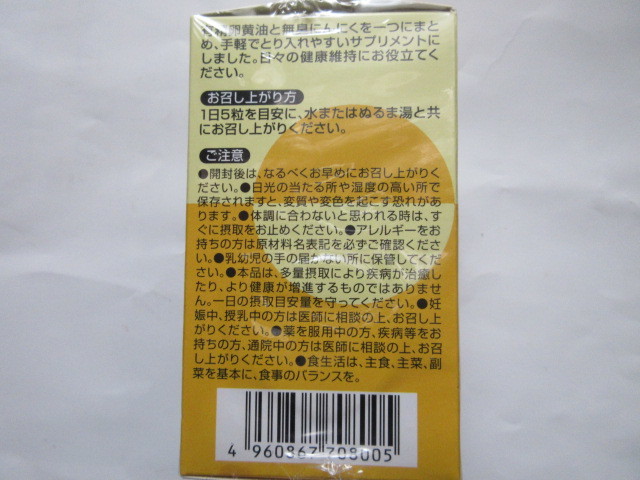 卵黄油と無臭にんにくを一つにまと
め、手軽でとり入れやすいサプリメントに
しました。日々の健康維持にお役立てく
ださい。
お召し上がり方
1日5粒を目安に、水またはぬるま湯と共
にお召し上がりください。
ご注意
●開封後は、なるべくお早めにお召し上がりく
ださい。●日光の当たる所や湿度の高い所で
保存されますと、変質や変色を起こす恐れがあ
ります。●体調に合わないと思われる時は、す
ぐに摂取をお止めください。●アレルギーをお
持ちの方は原材料名表記を必ずご確認くださ
い。●乳幼児の手の届かない所に保管してくだ
さい。●本品は、多量摂取により疾病が治癒し
たり、より健康が増進するものではありませ
ん。一日の摂取目安量を守ってください。●妊
娠中、授乳中の方は医師に相談の上、お召し上
がりください。●薬を服用中の方、疾病等をお
持ちの方、通院中の方は医師に相談の上、お召
し上がりください。●食生活は、主食、主菜、副
菜を基本に、食事のバランスを。
4 960867 708005